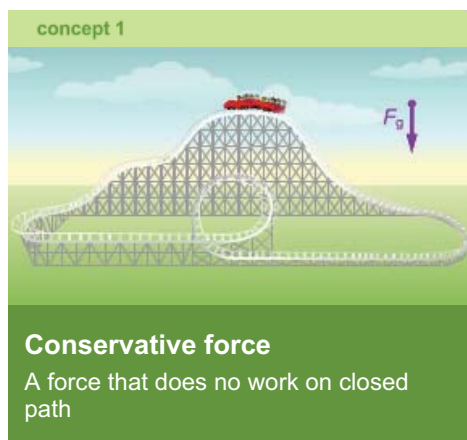 concept 1
Fg
Conservative force
A force that does no work on closed
path